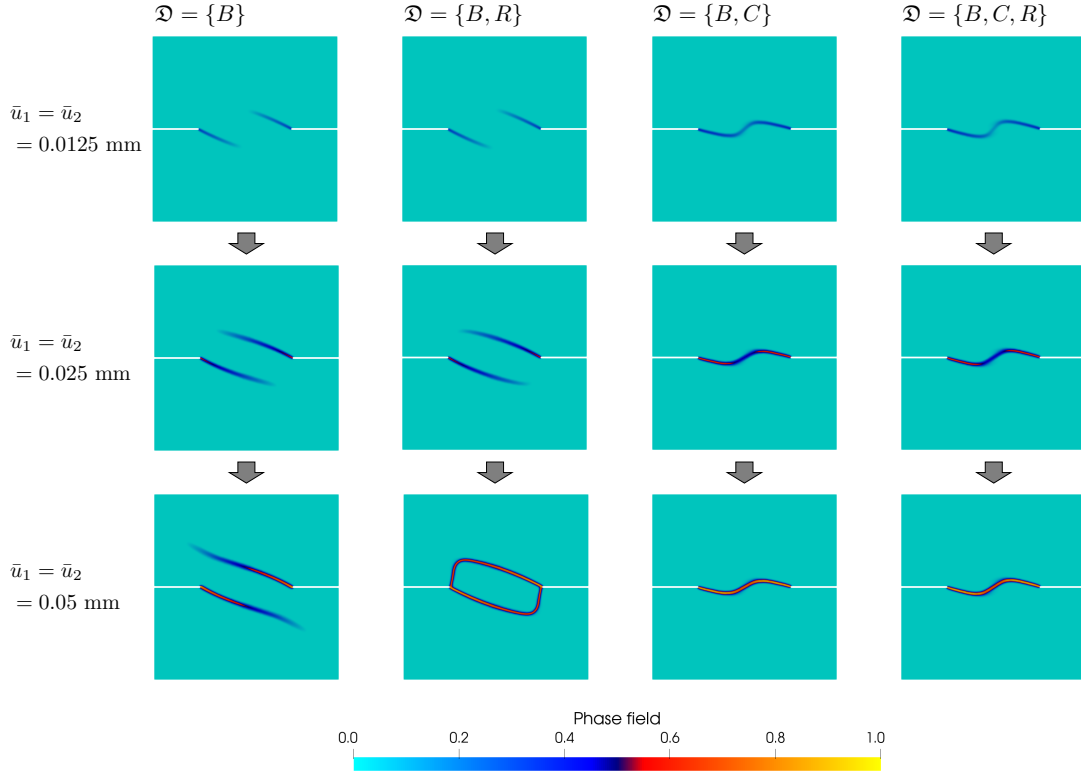 𝔇 = {B} 𝔇 = {B, R} 𝔇 = {B, C} 𝔇 = {B, C, R}
ū₁ = ū₂
= 0.0125 mm
ū₁ = ū₂
= 0.025 mm
ū₁ = ū₂
= 0.05 mm
Phase field
0.0 0.2 0.4 0.6 0.8 1.0